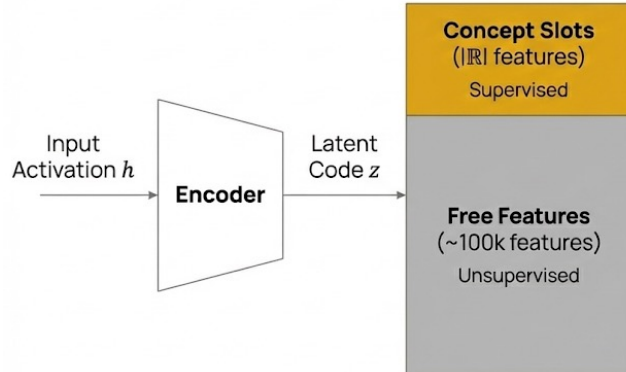 Input
Activation h
Encoder
Latent
Code z
Concept Slots
(|ℝ| features)
Supervised
Free Features
(~100k features)
Unsupervised